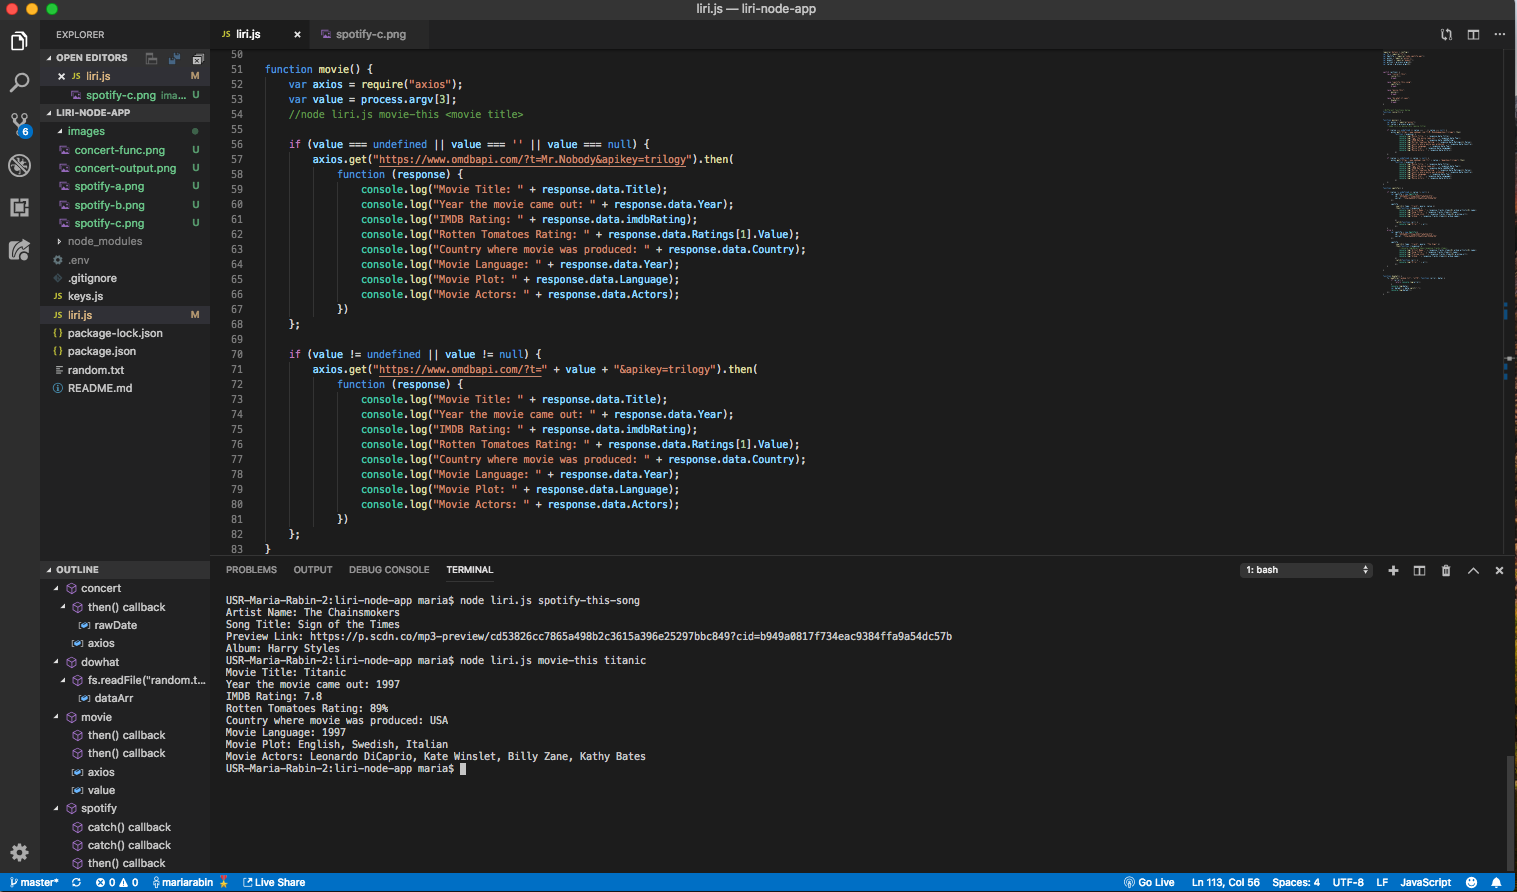 liri.js — liri-node-app
EXPLORER
OPEN EDITORS
JS liri.js M
spotify-c.png ima... U
LIRI-NODE-APP
images
concert-func.png U
concert-output.png U
spotify-a.png U
spotify-b.png U
spotify-c.png U
node_modules
.env
.gitignore
JS keys.js
JS liri.js M
{} package-lock.json
{} package.json
random.txt
README.md
6
OUTLINE
concert
then() callback
rawDate
axios
dowhat
fs.readFile("random.t...
dataArr
movie
then() callback
then() callback
axios
value
spotify
catch() callback
catch() callback
then() callback
JS liri.js ×
spotify-c.png
50
51 function movie() {
52 var axios = require("axios");
53 var value = process.argv[3];
54 //node liri.js movie-this <movie title>
55
56 if (value === undefined || value === '' || value === null) {
57 axios.get("https://www.omdbapi.com/?t=Mr.Nobody&apikey=trilogy").then(
58 function (response) {
59 console.log("Movie Title: " + response.data.Title);
60 console.log("Year the movie came out: " + response.data.Year);
61 console.log("IMDB Rating: " + response.data.imdbRating);
62 console.log("Rotten Tomatoes Rating: " + response.data.Ratings[1].Value);
63 console.log("Country where movie was produced: " + response.data.Country);
64 console.log("Movie Language: " + response.data.Year);
65 console.log("Movie Plot: " + response.data.Language);
66 console.log("Movie Actors: " + response.data.Actors);
67 })
68 };
69
70 if (value != undefined || value != null) {
71 axios.get("https://www.omdbapi.com/?t=" + value + "&apikey=trilogy").then(
72 function (response) {
73 console.log("Movie Title: " + response.data.Title);
74 console.log("Year the movie came out: " + response.data.Year);
75 console.log("IMDB Rating: " + response.data.imdbRating);
76 console.log("Rotten Tomatoes Rating: " + response.data.Ratings[1].Value);
77 console.log("Country where movie was produced: " + response.data.Country);
78 console.log("Movie Language: " + response.data.Year);
79 console.log("Movie Plot: " + response.data.Language);
80 console.log("Movie Actors: " + response.data.Actors);
81 })
82 };
83 }
PROBLEMS OUTPUT DEBUG CONSOLE TERMINAL 1: bash
USR-Maria-Rabin-2:liri-node-app maria$ node liri.js spotify-this-song
Artist Name: The Chainsmokers
Song Title: Sign of the Times
Preview Link: https://p.scdn.co/mp3-preview/cd53826cc7865a498b2c3615a396e25297bbc849?cid=b949a0817f734eac9384ffa9a54dc57b
Album: Harry Styles
USR-Maria-Rabin-2:liri-node-app maria$ node liri.js movie-this titanic
Movie Title: Titanic
Year the movie came out: 1997
IMDB Rating: 7.8
Rotten Tomatoes Rating: 89%
Country where movie was produced: USA
Movie Language: 1997
Movie Plot: English, Swedish, Italian
Movie Actors: Leonardo DiCaprio, Kate Winslet, Billy Zane, Kathy Bates
USR-Maria-Rabin-2:liri-node-app maria$
master* 0 0 mariarabin Live Share Go Live Ln 113, Col 56 Spaces: 4 UTF-8 LF JavaScript